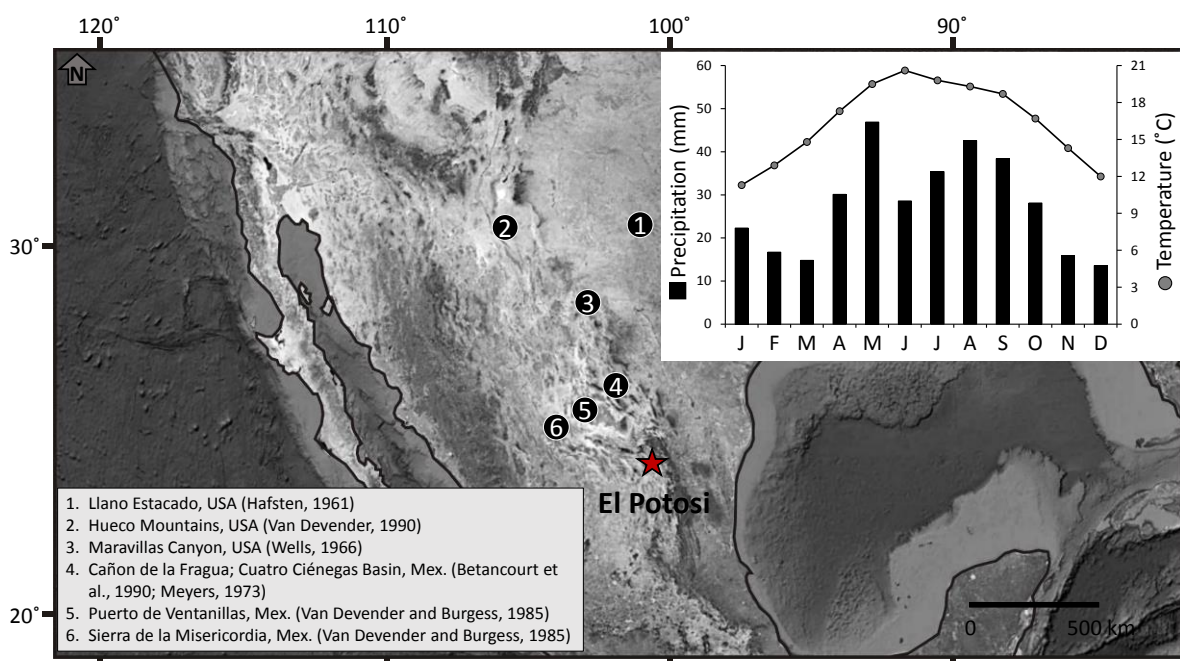 120˚ 110˚ 100˚ 90˚
N
30˚
20˚
60
50
40
30
20
10
0
Precipitation (mm)
21
18
15
12
9
6
3
0
Temperature (˚C)
J F M A M J J A S O N D
1
2
3
4
5
6
El Potosi
1. Llano Estacado, USA (Hafsten, 1961)
2. Hueco Mountains, USA (Van Devender, 1990)
3. Maravillas Canyon, USA (Wells, 1966)
4. Cañon de la Fragua; Cuatro Ciénegas Basin, Mex. (Betancourt et
al., 1990; Meyers, 1973)
5. Puerto de Ventanillas, Mex. (Van Devender and Burgess, 1985)
6. Sierra de la Misericordia, Mex. (Van Devender and Burgess, 1985)
0 500 km